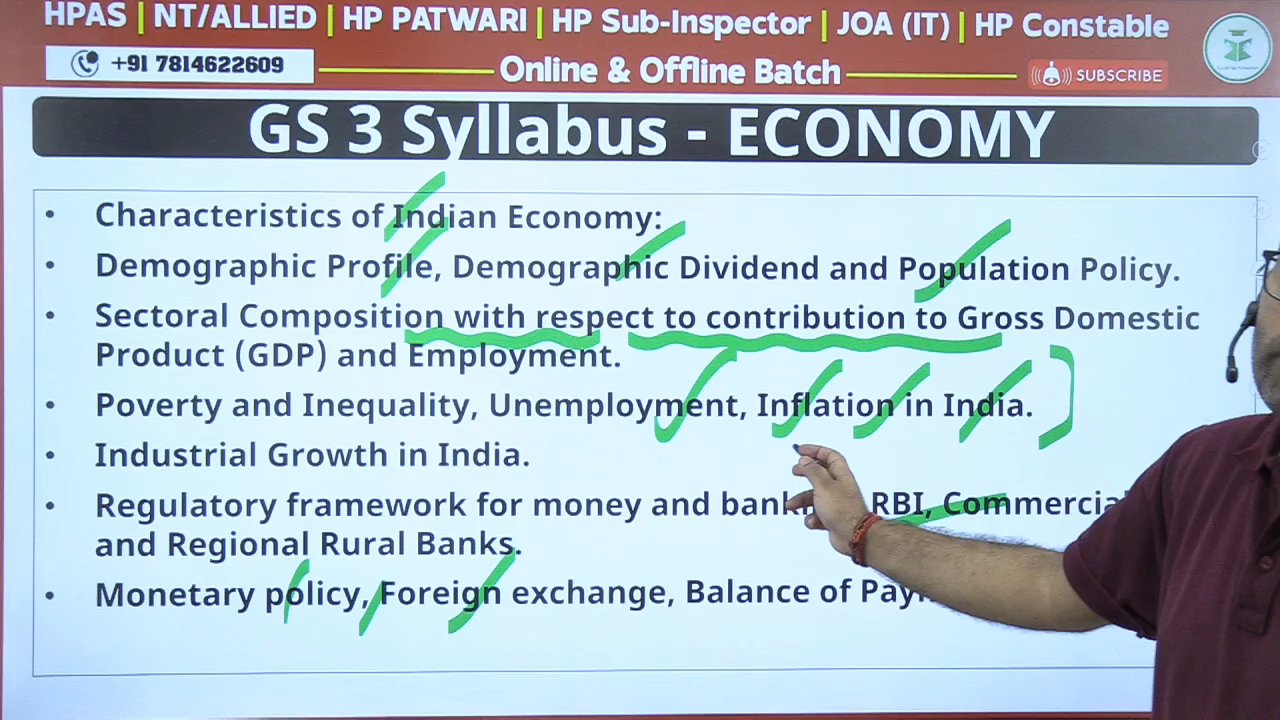 HPAS | NT/ALLIED | HP PATWARI | HP Sub-Inspector | JOA (IT) | HP Constable
+91 7814622609
Online & Offline Batch
SUBSCRIBE
GS 3 Syllabus - ECONOMY
• Characteristics of Indian Economy:
• Demographic Profile, Demographic Dividend and Population Policy.
• Sectoral Composition with respect to contribution to Gross Domestic
Product (GDP) and Employment.
• Poverty and Inequality, Unemployment, Inflation in India.
• Industrial Growth in India.
• Regulatory framework for money and RBI,
and Regional Rural Banks.
• Monetary policy, Foreign exchange, Balance of